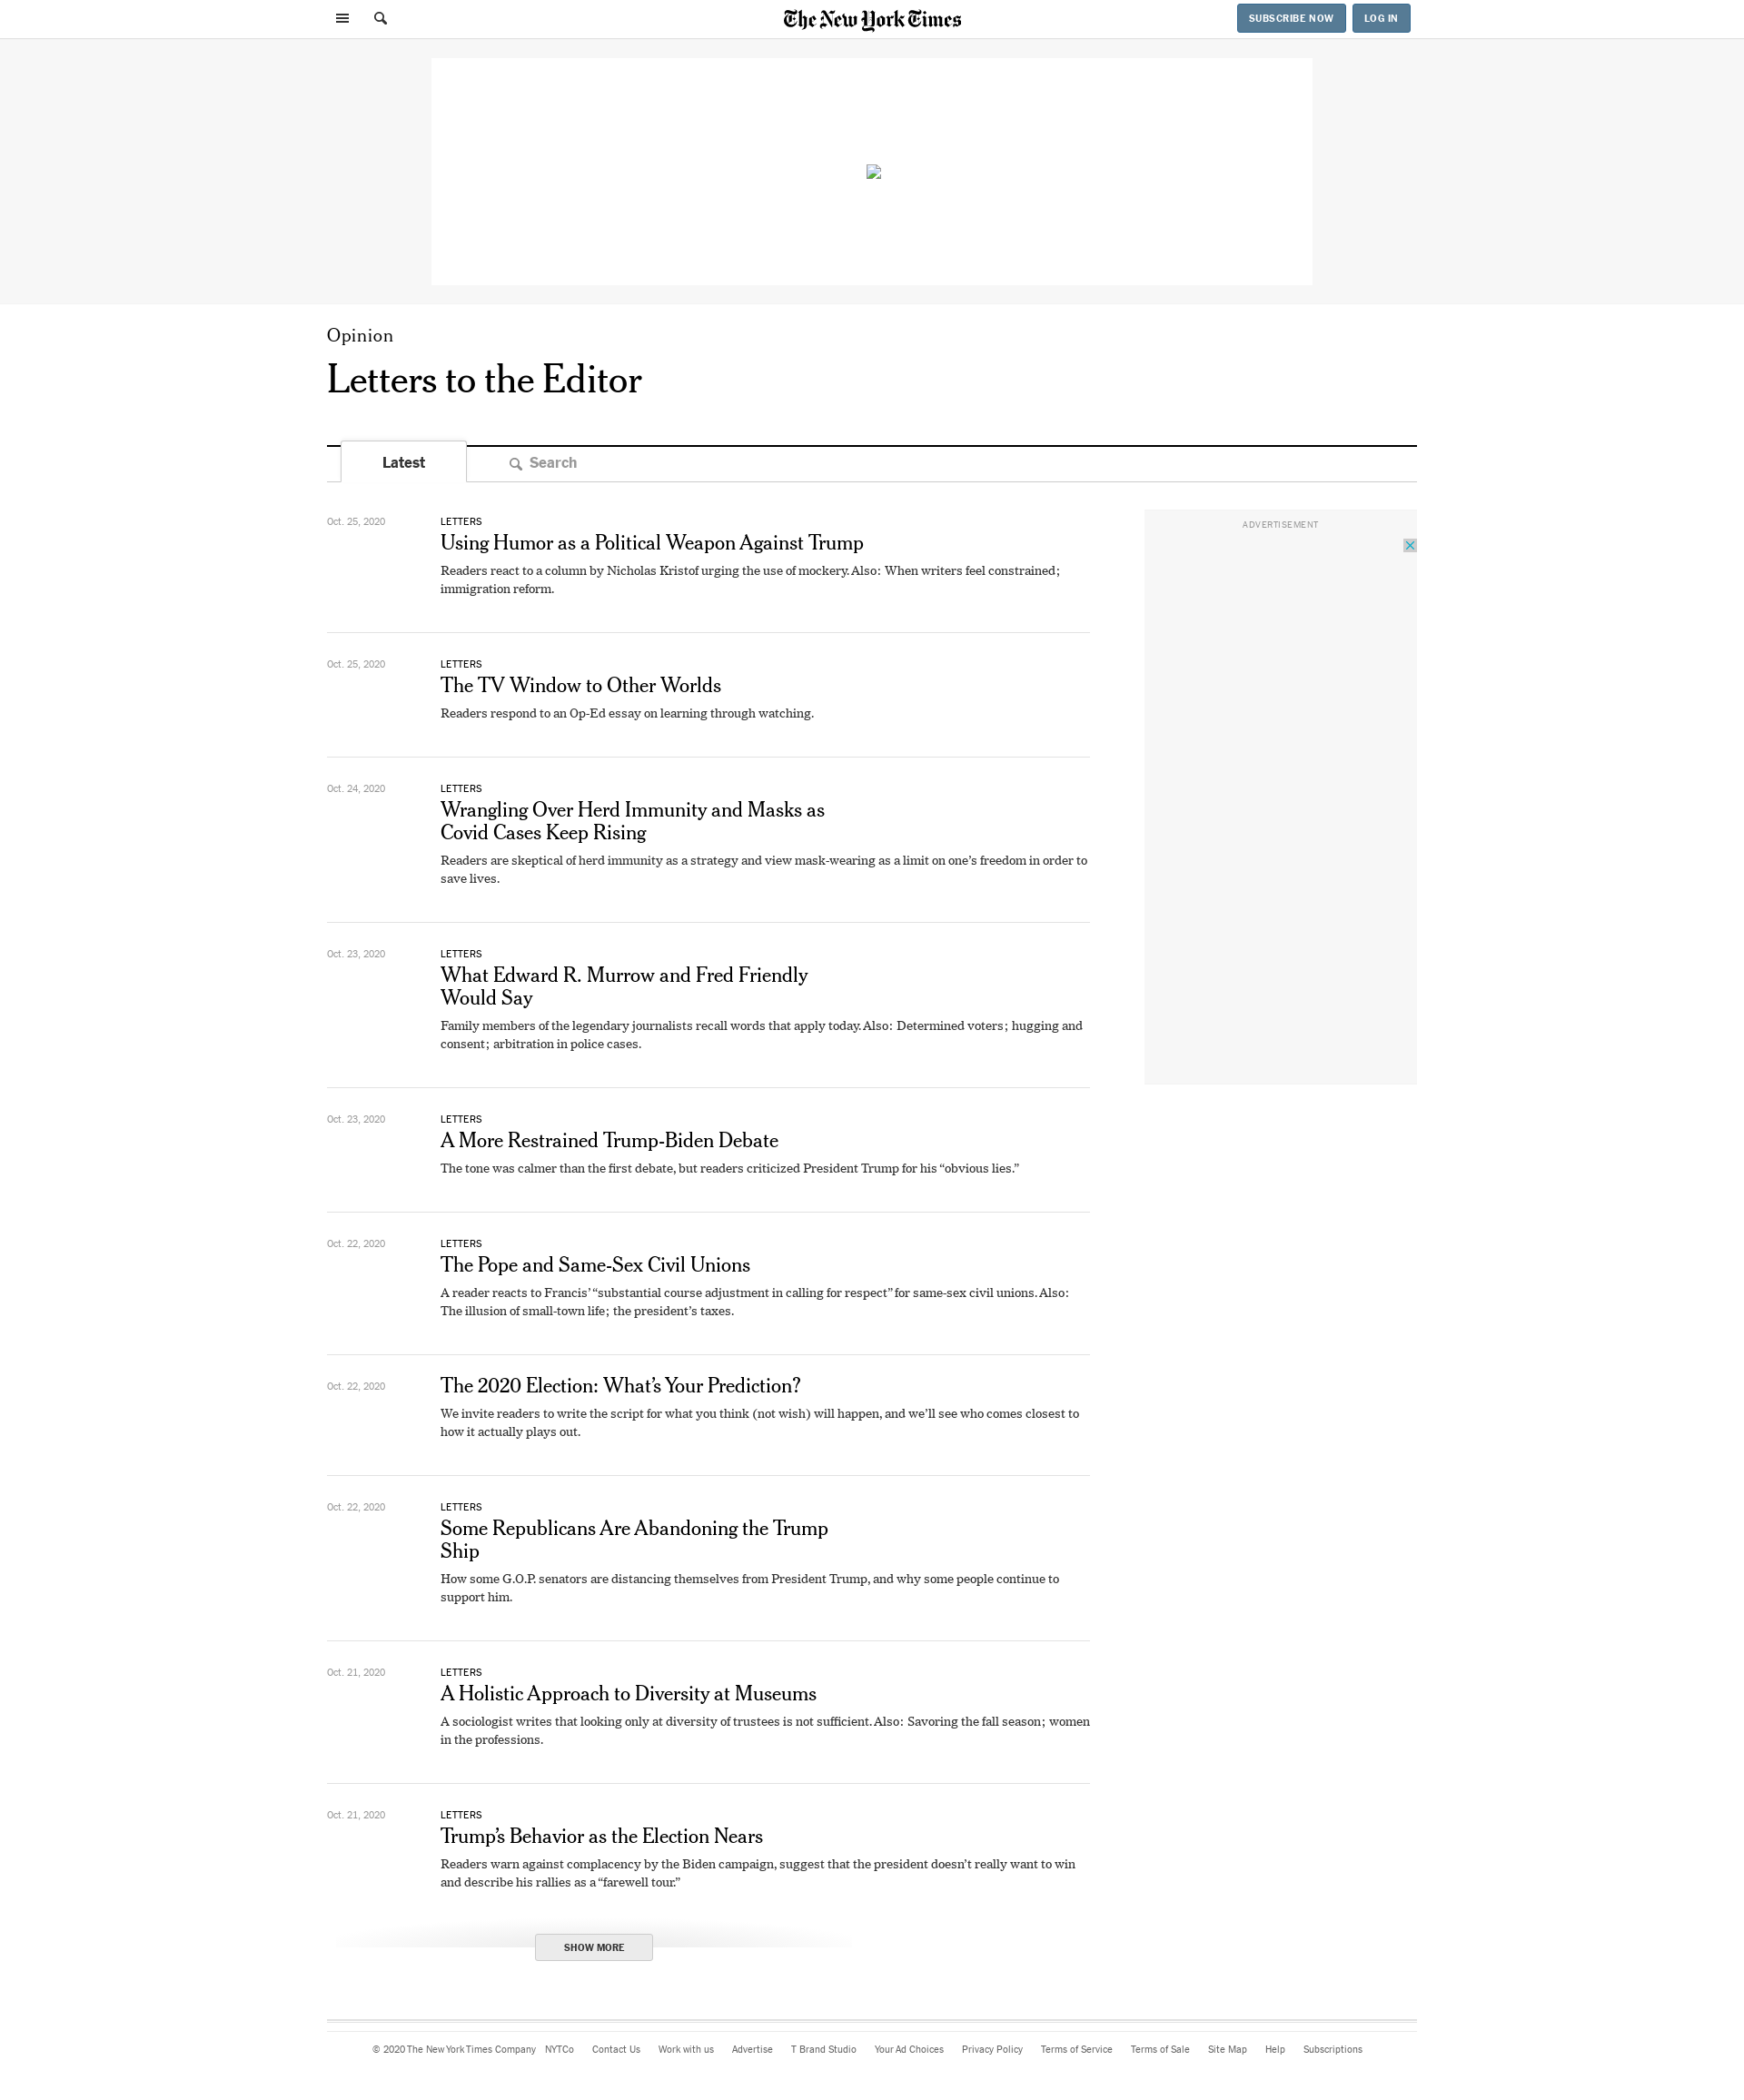 The New York Times
SUBSCRIBE NOW
LOG IN
Opinion
Letters to the Editor
Latest
Search
Oct. 25, 2020
LETTERS
Using Humor as a Political Weapon Against Trump
Readers react to a column by Nicholas Kristof urging the use of mockery. Also: When writers feel constrained;
immigration reform.
ADVERTISEMENT
Oct. 25, 2020
LETTERS
The TV Window to Other Worlds
Readers respond to an Op-Ed essay on learning through watching.
Oct. 24, 2020
LETTERS
Wrangling Over Herd Immunity and Masks as
Covid Cases Keep Rising
Readers are skeptical of herd immunity as a strategy and view mask-wearing as a limit on one’s freedom in order to
save lives.
Oct. 23, 2020
LETTERS
What Edward R. Murrow and Fred Friendly
Would Say
Family members of the legendary journalists recall words that apply today. Also: Determined voters; hugging and
consent; arbitration in police cases.
Oct. 23, 2020
LETTERS
A More Restrained Trump-Biden Debate
The tone was calmer than the first debate, but readers criticized President Trump for his “obvious lies.”
Oct. 22, 2020
LETTERS
The Pope and Same-Sex Civil Unions
A reader reacts to Francis’ “substantial course adjustment in calling for respect” for same-sex civil unions. Also:
The illusion of small-town life; the president’s taxes.
Oct. 22, 2020
The 2020 Election: What’s Your Prediction?
We invite readers to write the script for what you think (not wish) will happen, and we’ll see who comes closest to
how it actually plays out.
Oct. 22, 2020
LETTERS
Some Republicans Are Abandoning the Trump
Ship
How some G.O.P. senators are distancing themselves from President Trump, and why some people continue to
support him.
Oct. 21, 2020
LETTERS
A Holistic Approach to Diversity at Museums
A sociologist writes that looking only at diversity of trustees is not sufficient. Also: Savoring the fall season; women
in the professions.
Oct. 21, 2020
LETTERS
Trump’s Behavior as the Election Nears
Readers warn against complacency by the Biden campaign, suggest that the president doesn’t really want to win
and describe his rallies as a “farewell tour.”
SHOW MORE
© 2020 The New York Times Company NYTCo Contact Us Work with us Advertise T Brand Studio Your Ad Choices Privacy Policy Terms of Service Terms of Sale Site Map Help Subscriptions